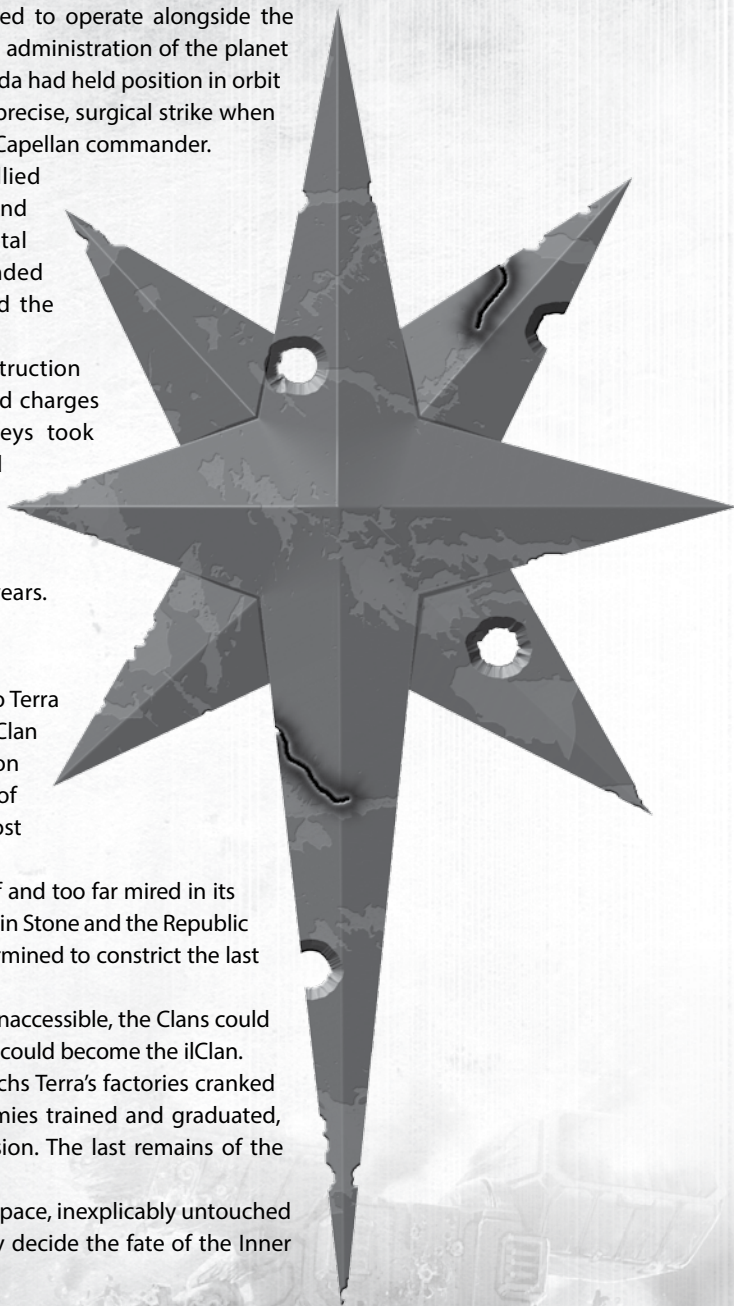 ed to operate alongside the
administration of the planet
da had held position in orbit
precise, surgical strike when
Capellan commander.
llied
nd
tal
nded
d the
truction
d charges
eys took
ears.
o Terra
Clan
on
of
ost
f and too far mired in its
in Stone and the Republic
rmined to constrict the last
naccessible, the Clans could
could become the ilClan.
chs Terra's factories cranked
mies trained and graduated,
sion. The last remains of the
space, inexplicably untouched
y decide the fate of the Inner